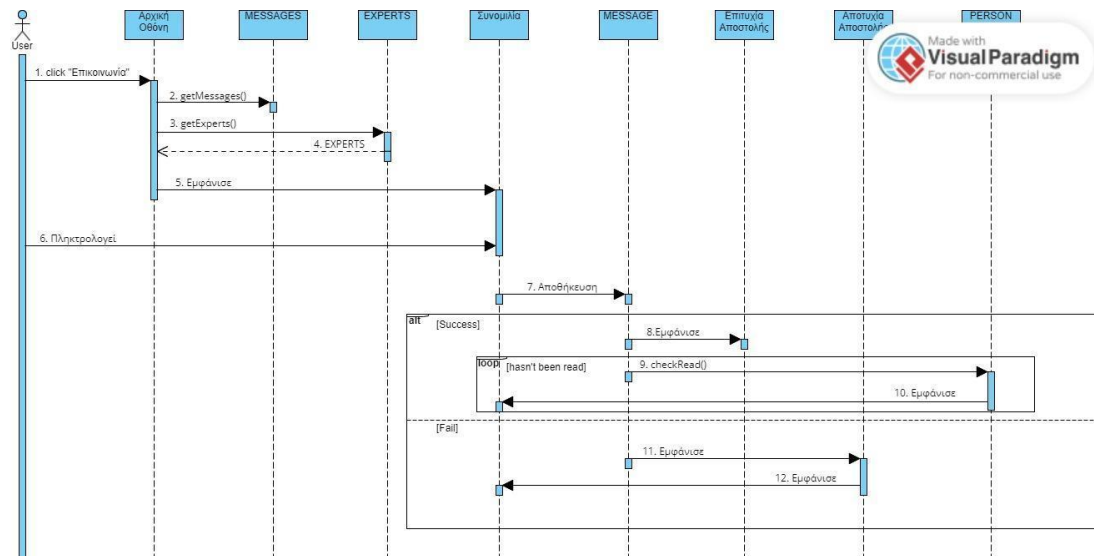 User
Αρχική
Οθόνη
MESSAGES
EXPERTS
Συνομιλία
MESSAGE
Επιτυχία
Αποστολής
Αποτυχία
Αποστολής
PERSON
Made with
Visual Paradigm
For non-commercial use
1. click "Επικοινωνία"
2. getMessages()
3. getExperts()
4. EXPERTS
5. Εμφάνισε
6. Πληκτρολογεί
7. Αποθήκευση
alt [Success]
8.Εμφάνισε
loop [hasn't been read]
9. checkRead()
10. Εμφάνισε
[Fail]
11. Εμφάνισε
12. Εμφάνισε